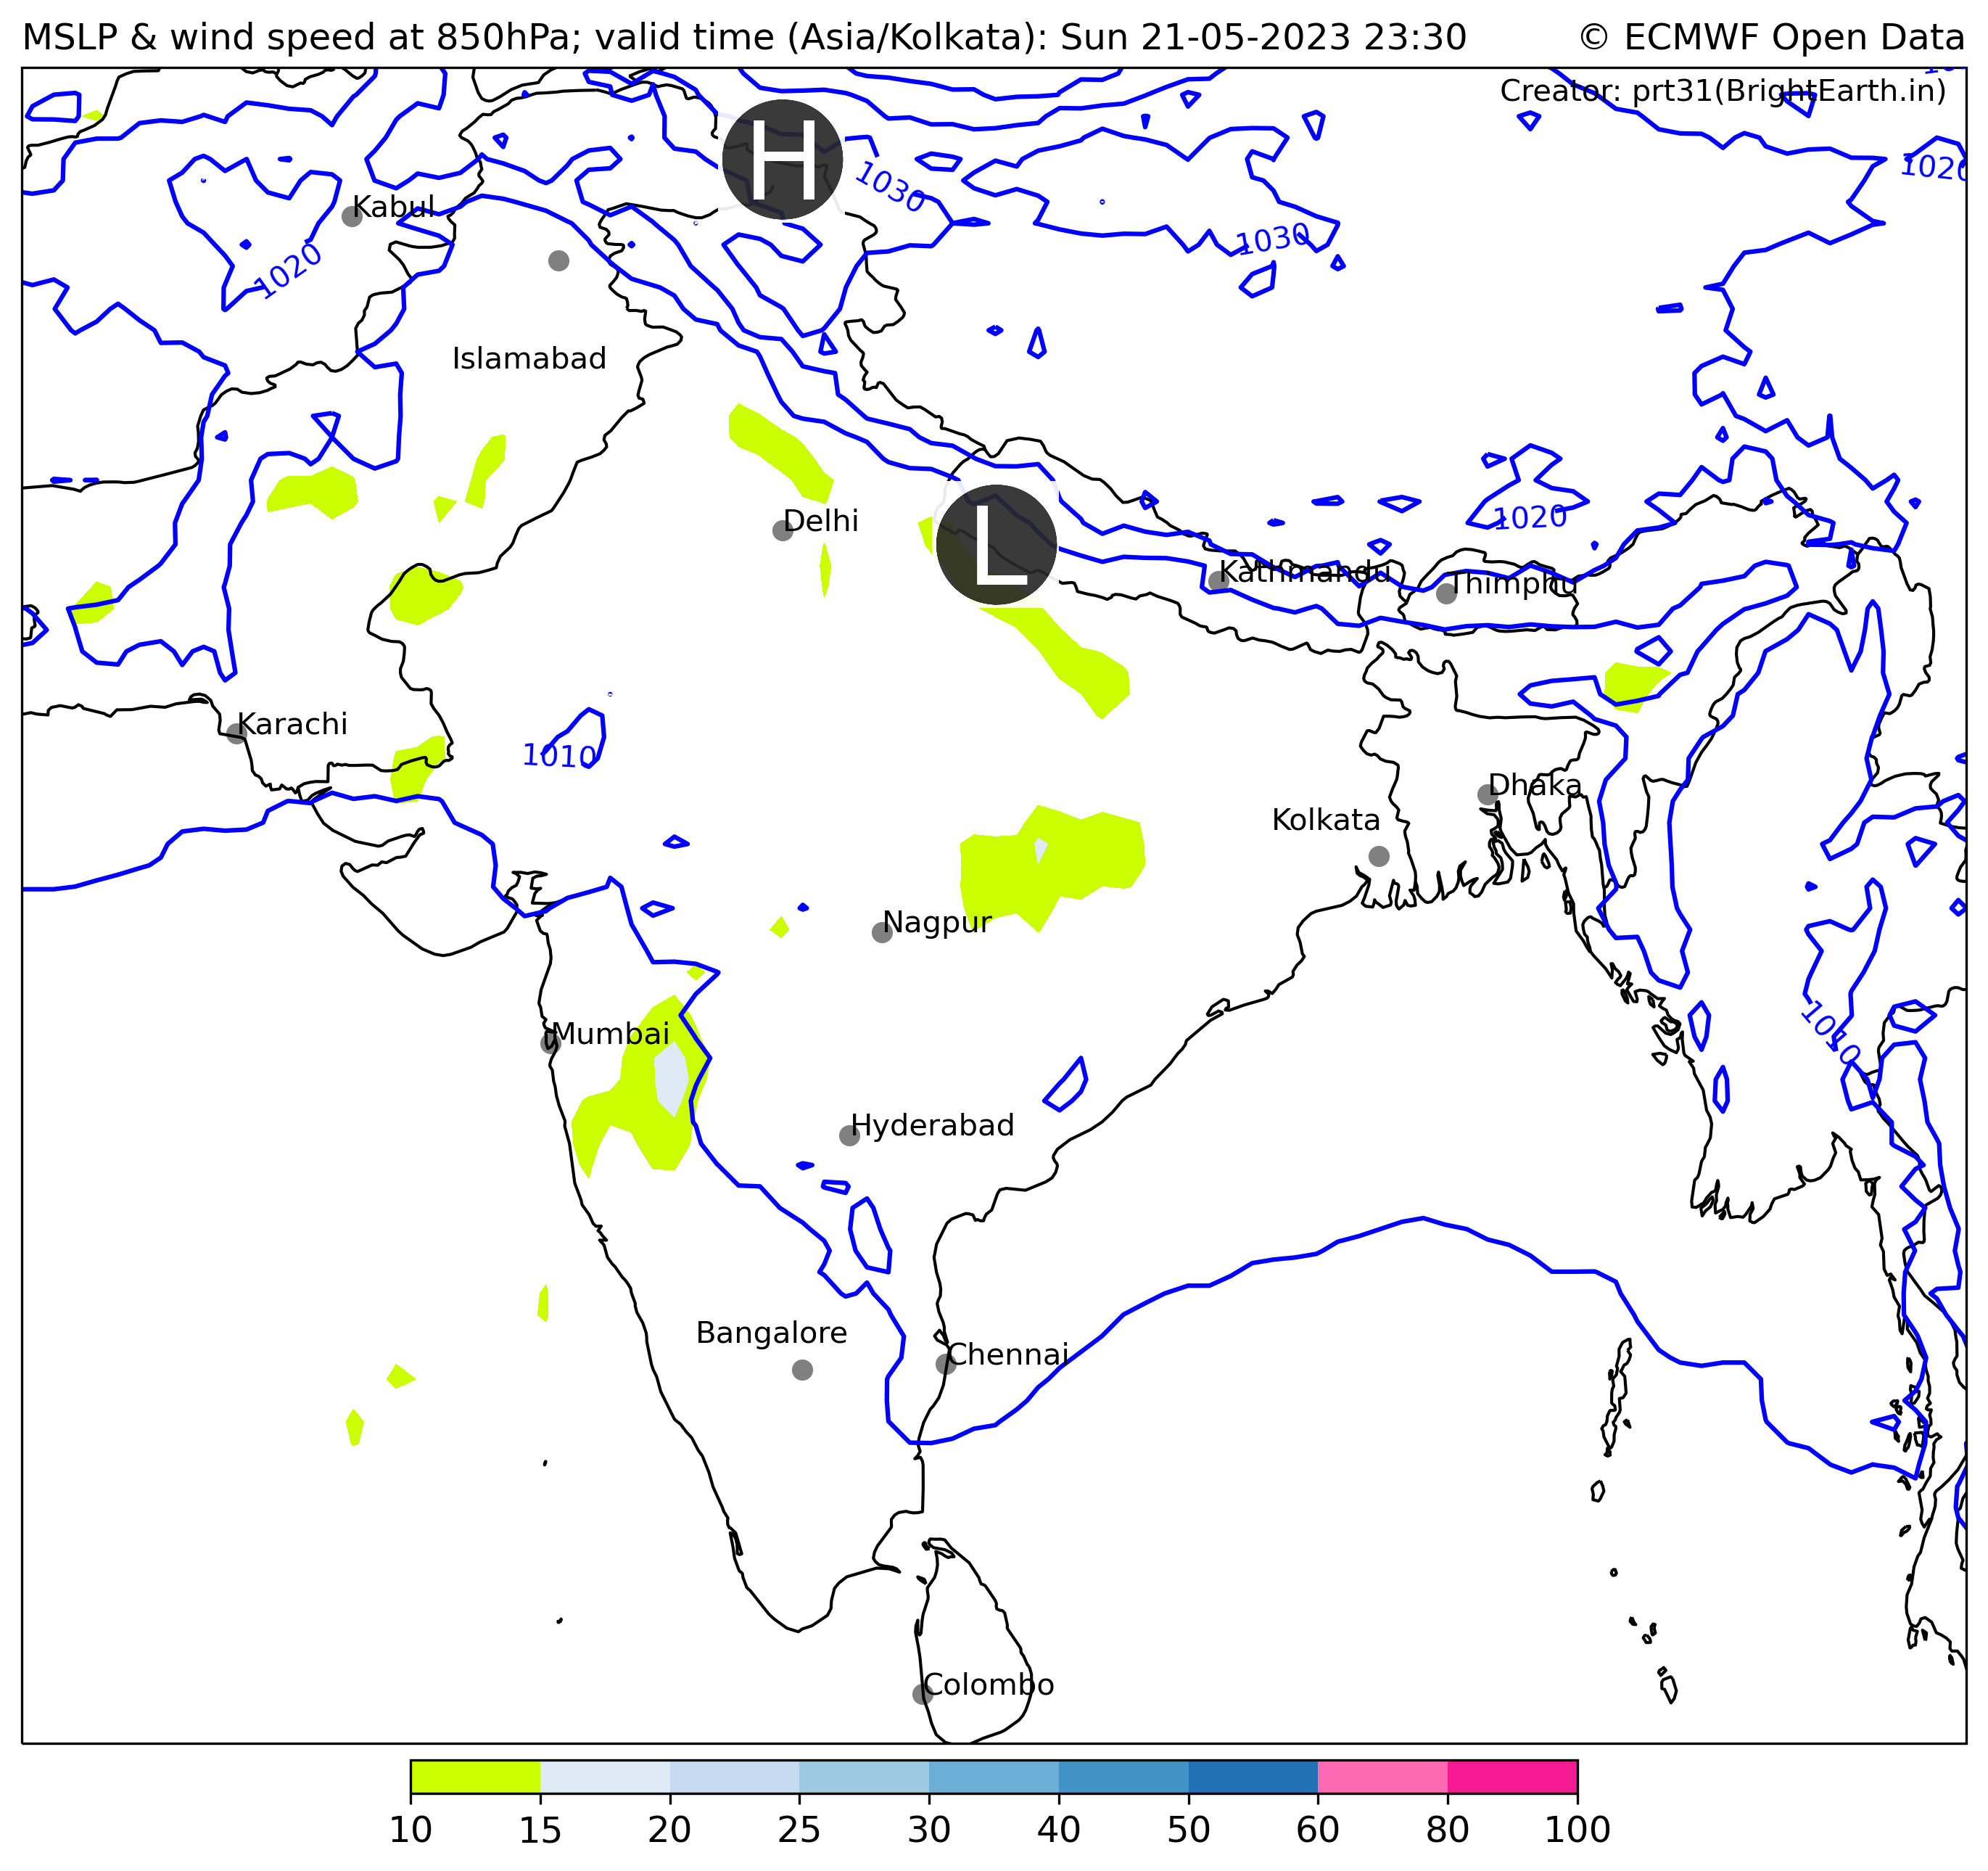 MSLP & wind speed at 850hPa; valid time (Asia/Kolkata): Sun 21-05-2023 23:30
© ECMWF Open Data
Creator: prt31(BrightEarth.in)
H
1030
1020
Kabul
1030
1020
Islamabad
L
1020
Delhi
Kathmandu
Thimphu
Karachi
1010
Dhaka
Kolkata
Nagpur
Mumbai
1010
Hyderabad
Bangalore
Chennai
Colombo
10 15 20 25 30 40 50 60 80 100